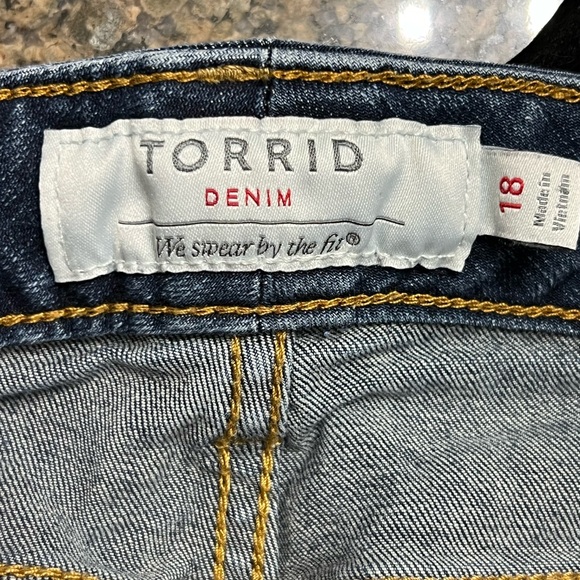 TORRID
DENIM
We swear by the fit®
18
Made in
Vietnam